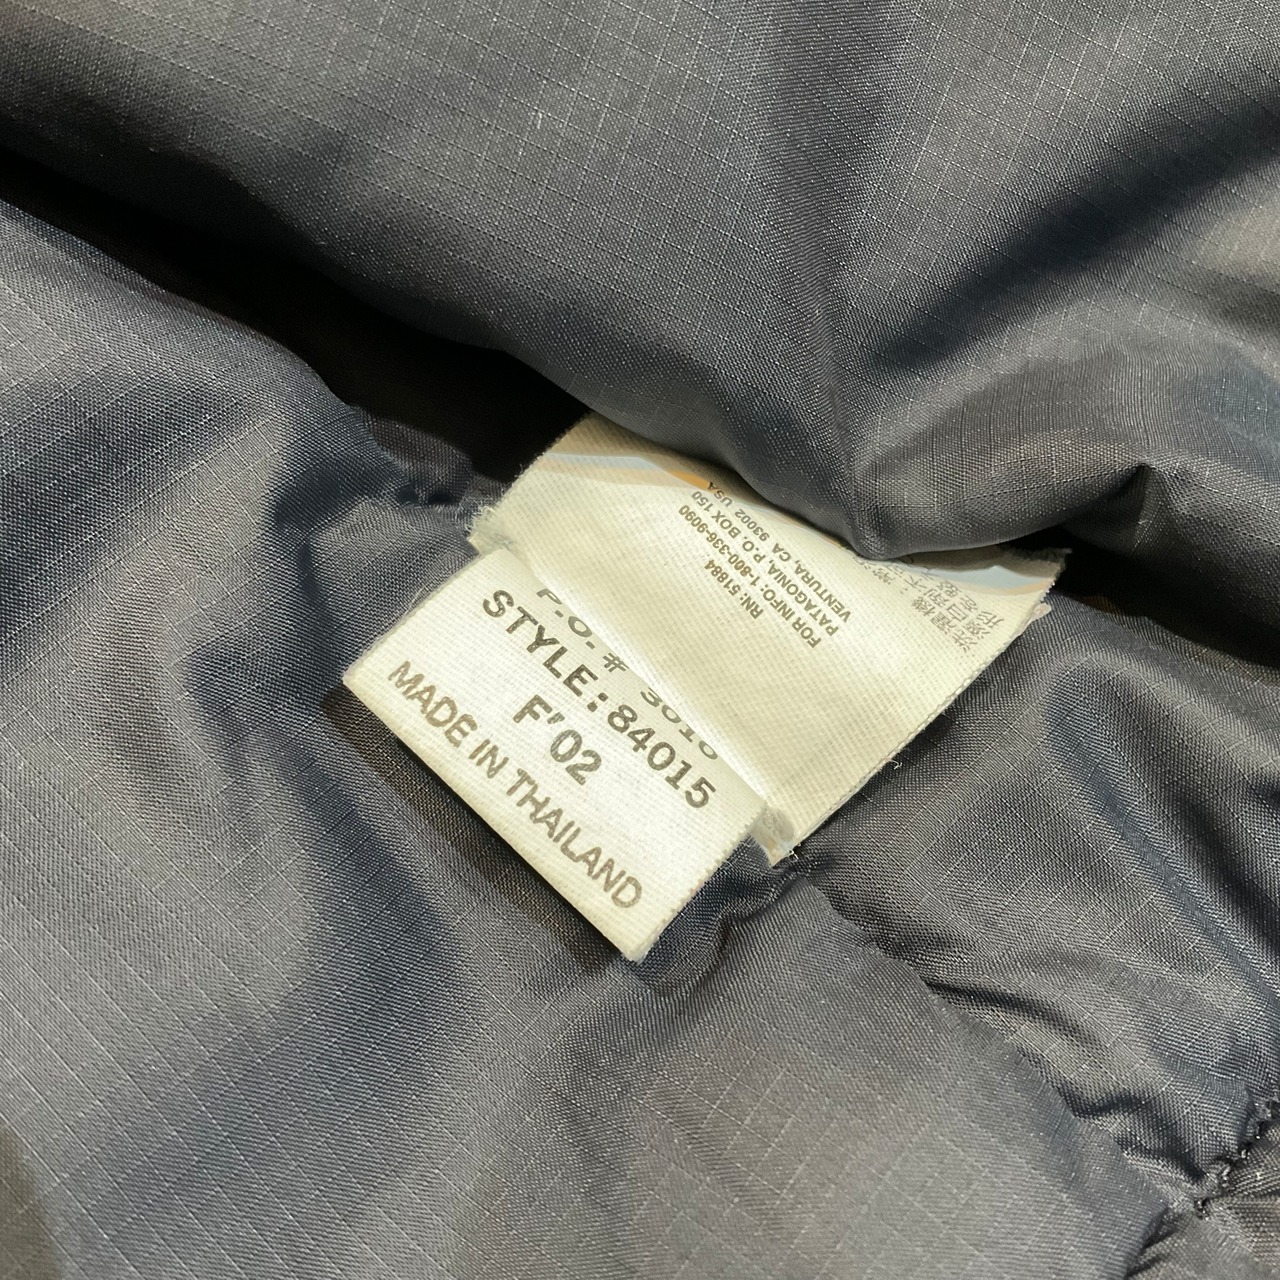 P.O.# 3010
STYLE:84015
F'02
MADE IN THAILAND
RN: 51884
FOR INFO: 1-800-336-9090
PATAGONIA, P.O. BOX 150
VENTURA, CA 93002 USA